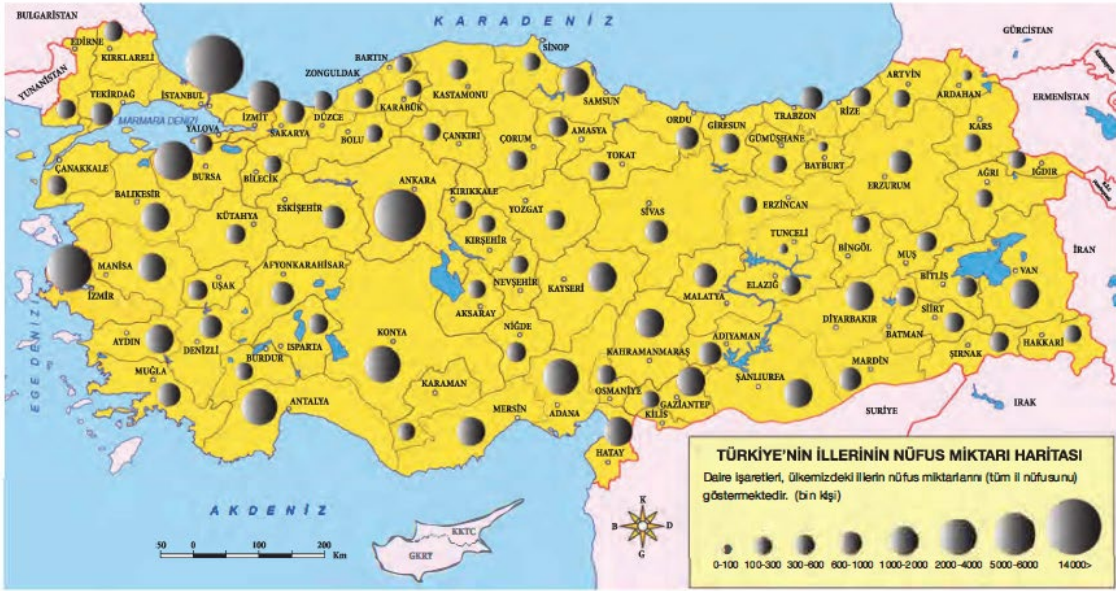 BULGARİSTAN
KARADENİZ
GÜRCİSTAN
EDİRNE
KIRKLARELİ
SİNOP
BARTIN
ZONGULDAK
YUNANİSTAN
TEKİRDAĞ
İSTANBUL
KASTAMONU
KARABÜK
SAMSUN
ARTVİN
ARDAHAN
ERMENİSTAN
MARMARA DENİZİ
YALOVA
İZMİT
SAKARYA
DÜZCE
BOLU
ÇANKIRI
ÇORUM
AMASYA
ORDU
GİRESUN
TRABZON
RİZE
GÜMÜŞHANE
BAYBURT
KARS
ÇANAKKALE
BURSA
BİLECİK
TOKAT
ERZURUM
AĞRI
IĞDIR
BALIKESİR
ESKİŞEHİR
ANKARA
KIRIKKALE
YOZGAT
SİVAS
ERZİNCAN
KÜTAHYA
KIRŞEHİR
TUNCELİ
BİNGÖL
MUŞ
İRAN
MANİSA
İZMİR
UŞAK
AFYONKARAHİSAR
NEVŞEHİR
KAYSERİ
MALATYA
ELAZIĞ
BİTLİS
VAN
AKSARAY
NİĞDE
DİYARBAKIR
BATMAN
SİİRT
EGE DENİZİ
AYDIN
DENİZLİ
BURDUR
ISPARTA
KONYA
KAHRAMANMARAŞ
ADIYAMAN
ŞIRNAK
HAKKARİ
MUĞLA
KARAMAN
OSMANİYE
GAZİANTEP
ŞANLIURFA
MARDİN
ANTALYA
MERSİN
ADANA
KİLİS
SURİYE
IRAK
HATAY
AKDENİZ
KKTC
GKRY
50 0 100 200
Km
K
B D
G
TÜRKİYE'NİN İLLERİNİN NÜFUS MİKTARI HARİTASI
Daire işaretleri, ülkemizdeki illerin nüfus miktarlarını (tüm il nüfusunu)
göstermektedir. (bin kişi)
0-100 100-300 300-600 600-1000 1000-2000 2000-4000 5000-6000 14000>